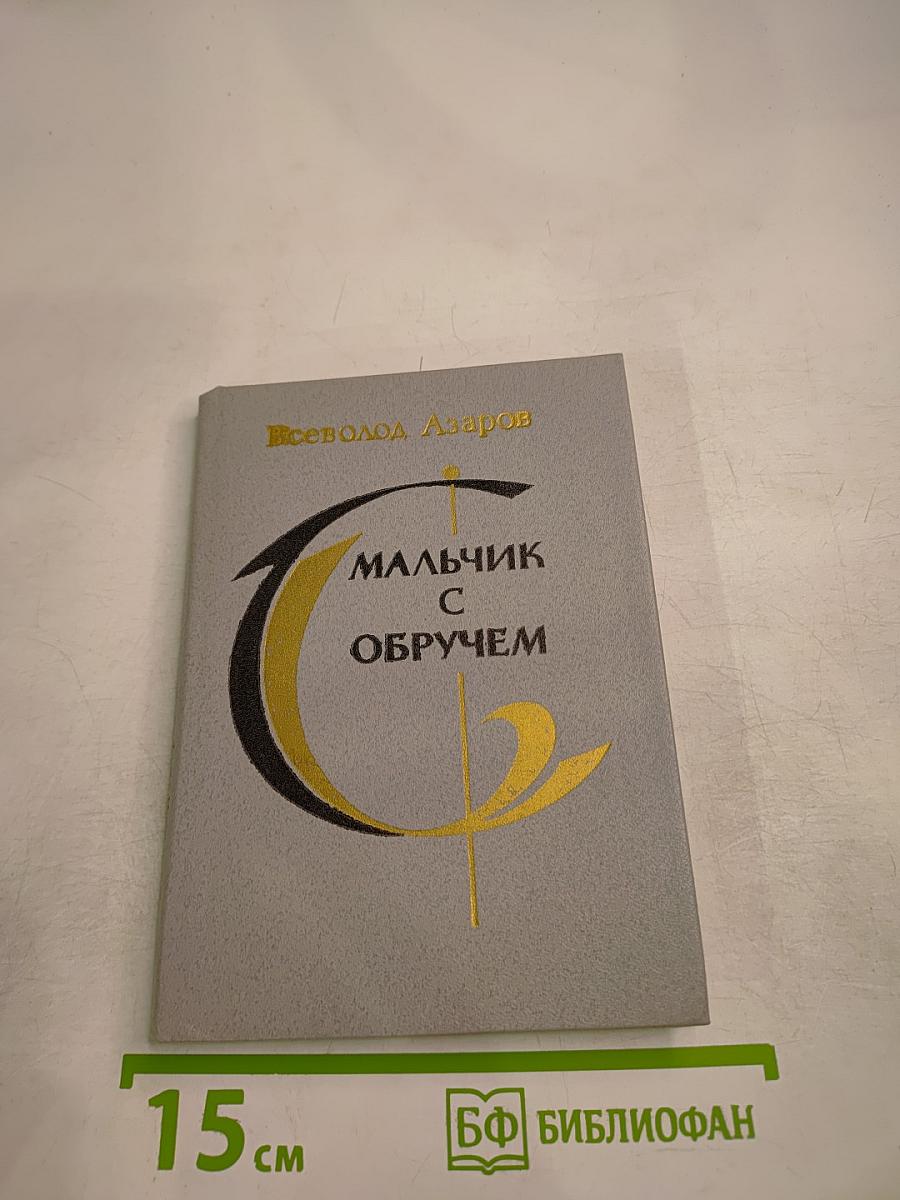 Всеволод Азаров
МАЛЬЧИК
С
ОБРУЧЕМ
15 см
БФ БИБЛИОФАН